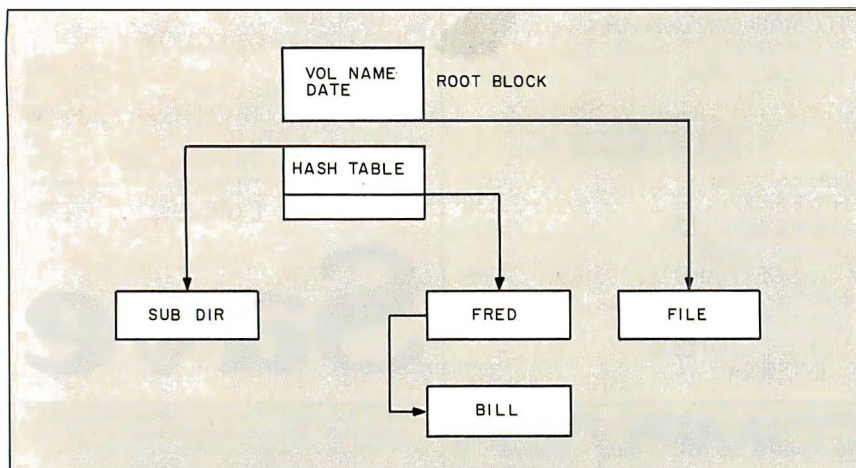 VOL NAME
DATE
ROOT BLOCK
HASH TABLE
SUB DIR
FRED
FILE
BILL